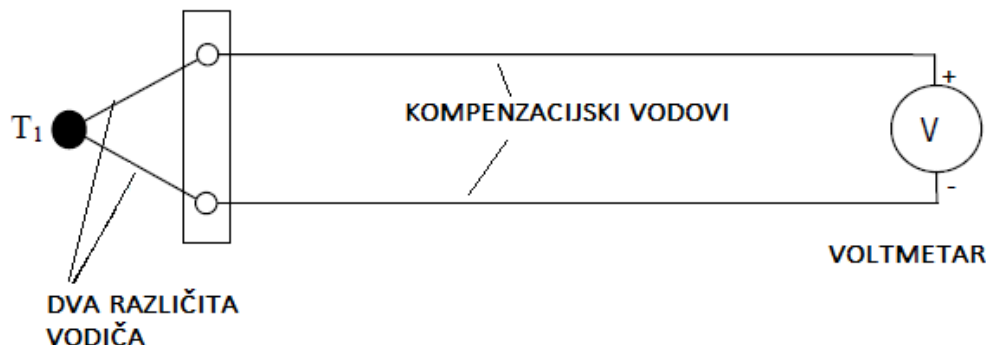 T₁
KOMPENZACIJSKI VODOVI
+
V
-
VOLTMETAR
DVA RAZLIČITA
VODIČA